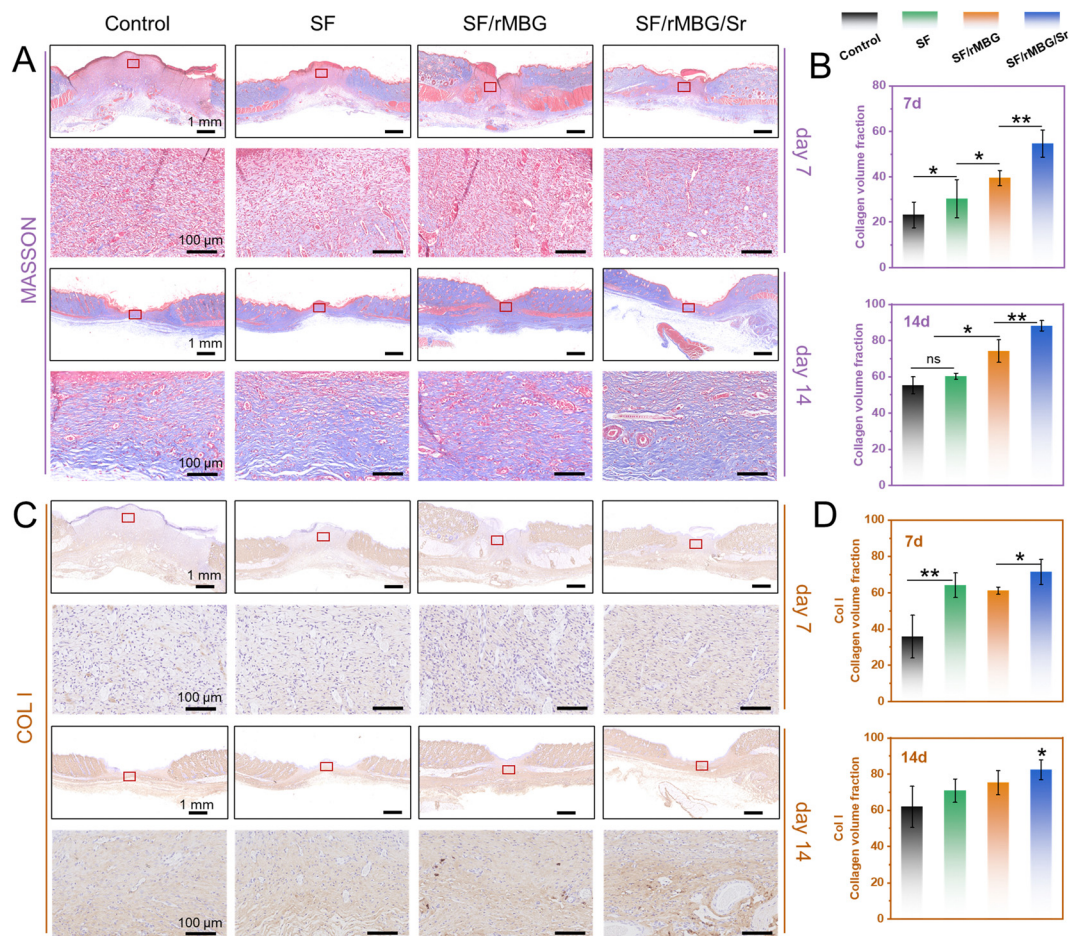 Control
SF
SF/rMBG
SF/rMBG/Sr
Control
SF
SF/rMBG
SF/rMBG/Sr
A
1 mm
100 µm
1 mm
100 µm
MASSON
day 7
day 14
B
7d
Collagen volume fraction
80
60
40
20
0
*
*
**
14d
Collagen volume fraction
100
80
60
40
20
0
ns
*
**
C
1 mm
100 µm
1 mm
100 µm
COL I
day 7
day 14
D
7d
Col I
Collagen volume fraction
100
80
60
40
20
0
**
*
14d
Col I
Collagen volume fraction
100
80
60
40
20
0
*